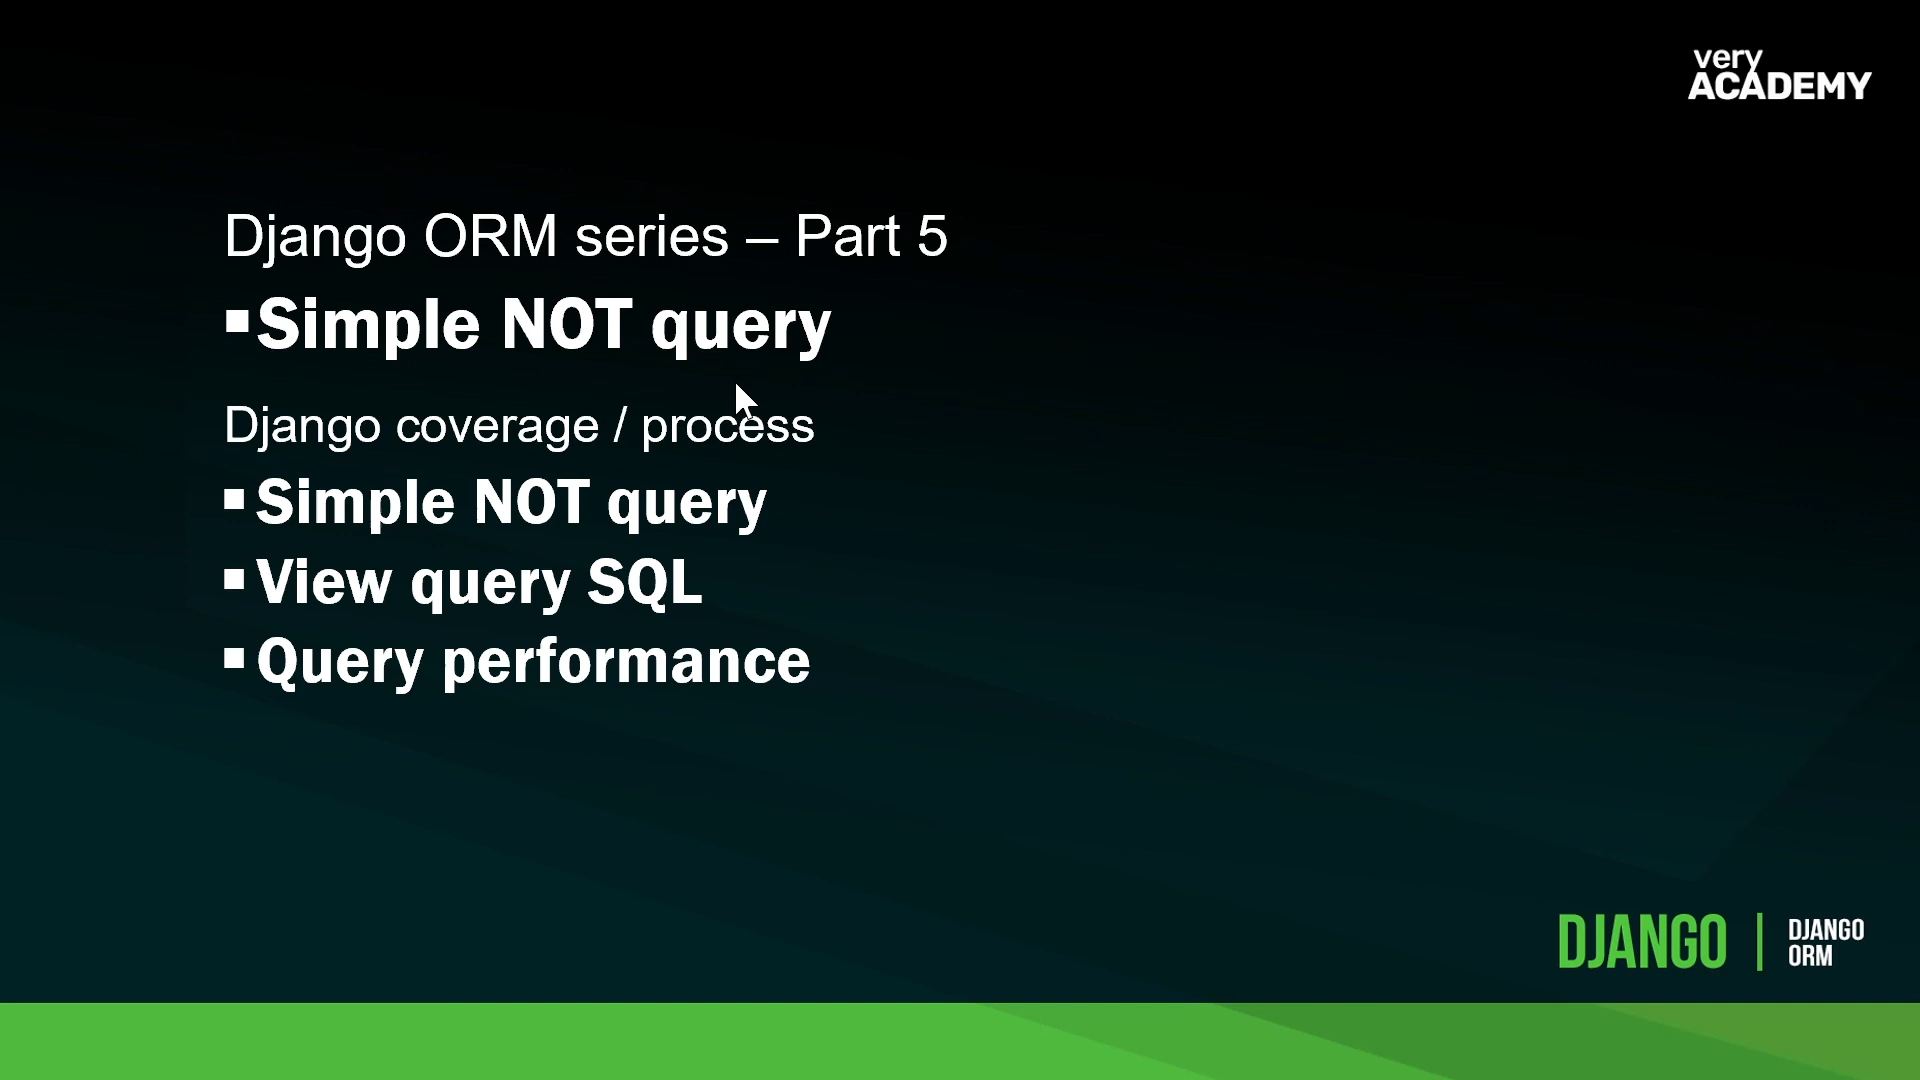 very
ACADEMY
Django ORM series – Part 5
▪Simple NOT query
Django coverage / process
▪Simple NOT query
▪View query SQL
▪Query performance
DJANGO | DJANGO
ORM